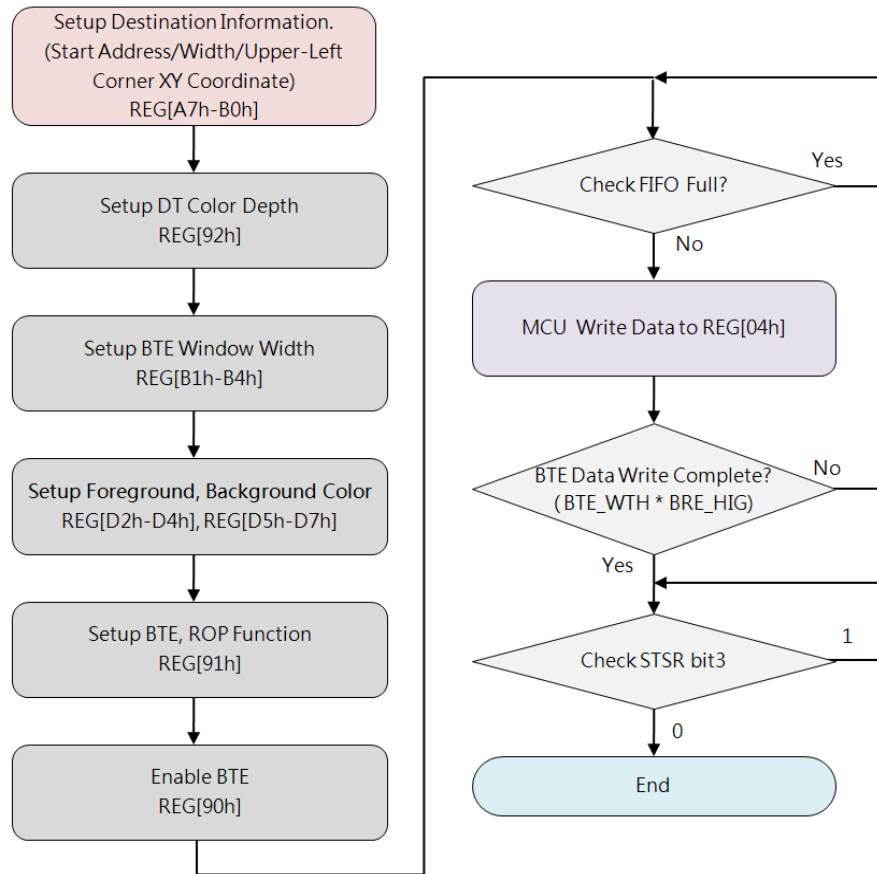 Setup Destination Information.
(Start Address/Width/Upper-Left
Corner XY Coordinate)
REG[A7h-B0h]
Setup DT Color Depth
REG[92h]
Setup BTE Window Width
REG[B1h-B4h]
Setup Foreground, Background Color
REG[D2h-D4h], REG[D5h-D7h]
Setup BTE, ROP Function
REG[91h]
Enable BTE
REG[90h]
Check FIFO Full?
Yes
No
MCU Write Data to REG[04h]
BTE Data Write Complete?
(BTE_WTH * BRE_HIG)
No
Yes
Check STSR bit3
1
0
End